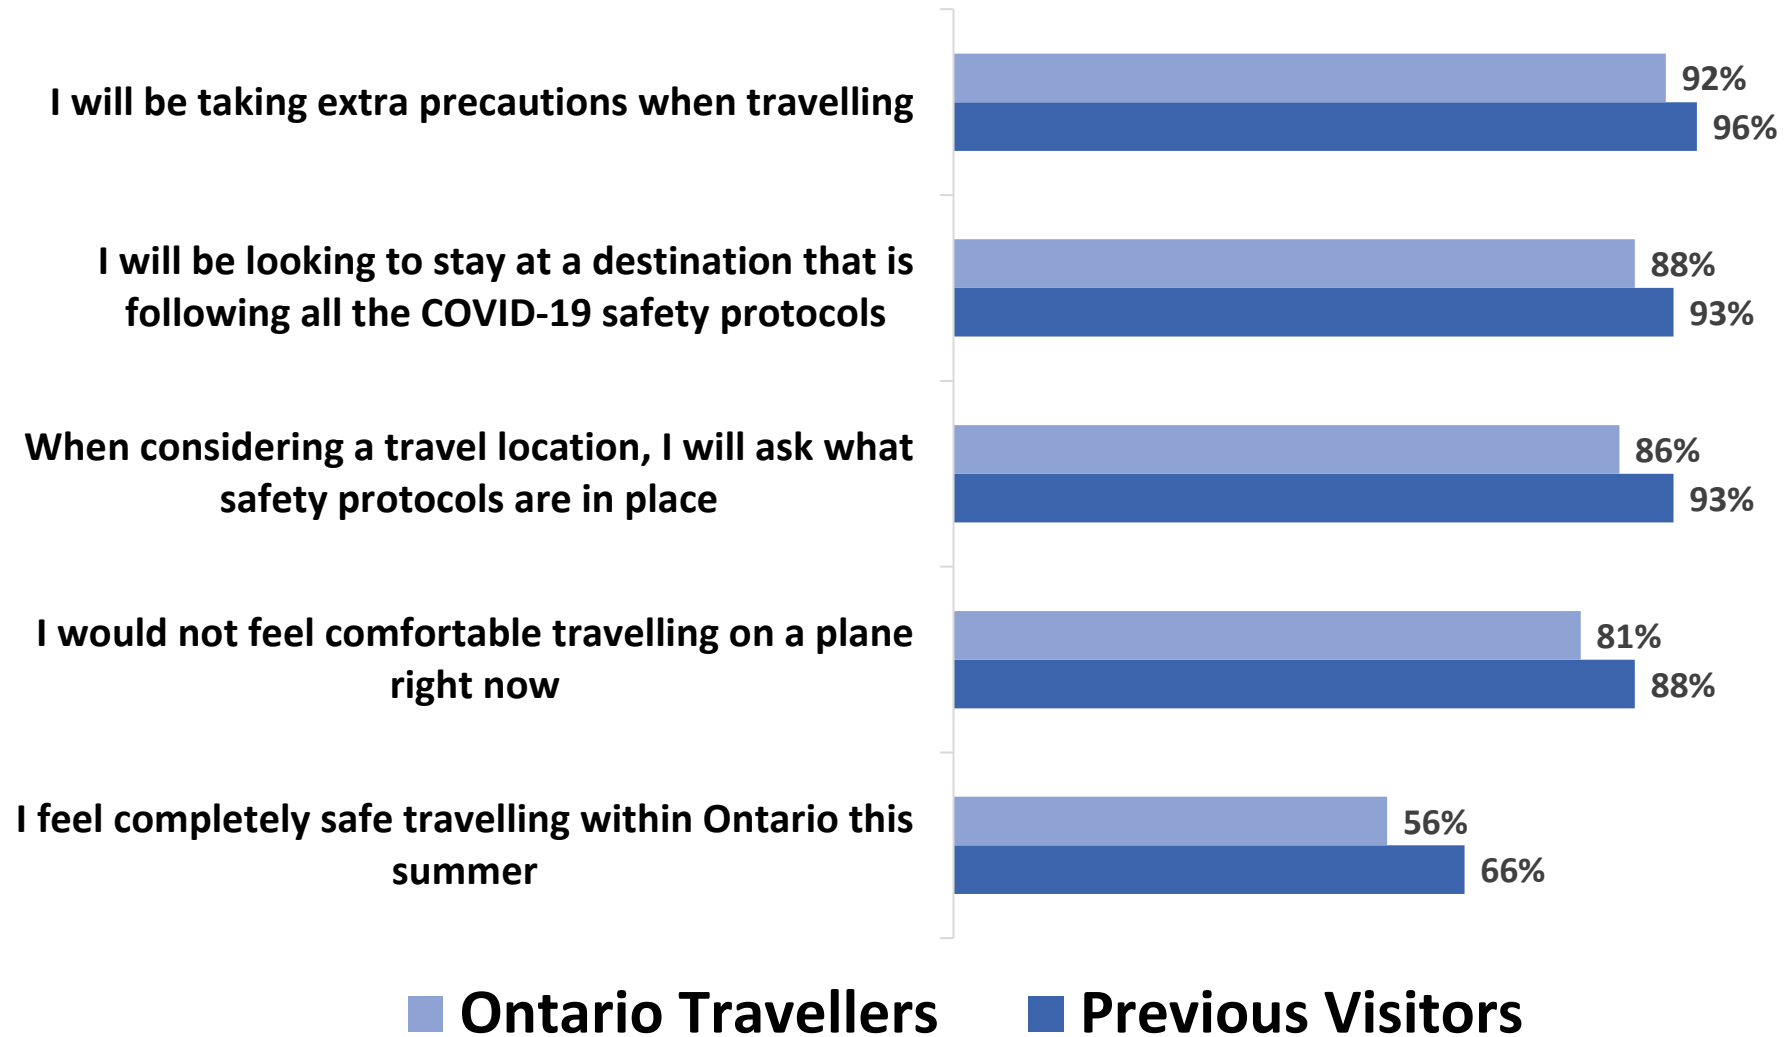 I will be taking extra precautions when travelling
92%
96%
I will be looking to stay at a destination that is
following all the COVID-19 safety protocols
88%
93%
When considering a travel location, I will ask what
safety protocols are in place
86%
93%
I would not feel comfortable travelling on a plane
right now
81%
88%
I feel completely safe travelling within Ontario this
summer
56%
66%
Ontario Travellers
Previous Visitors